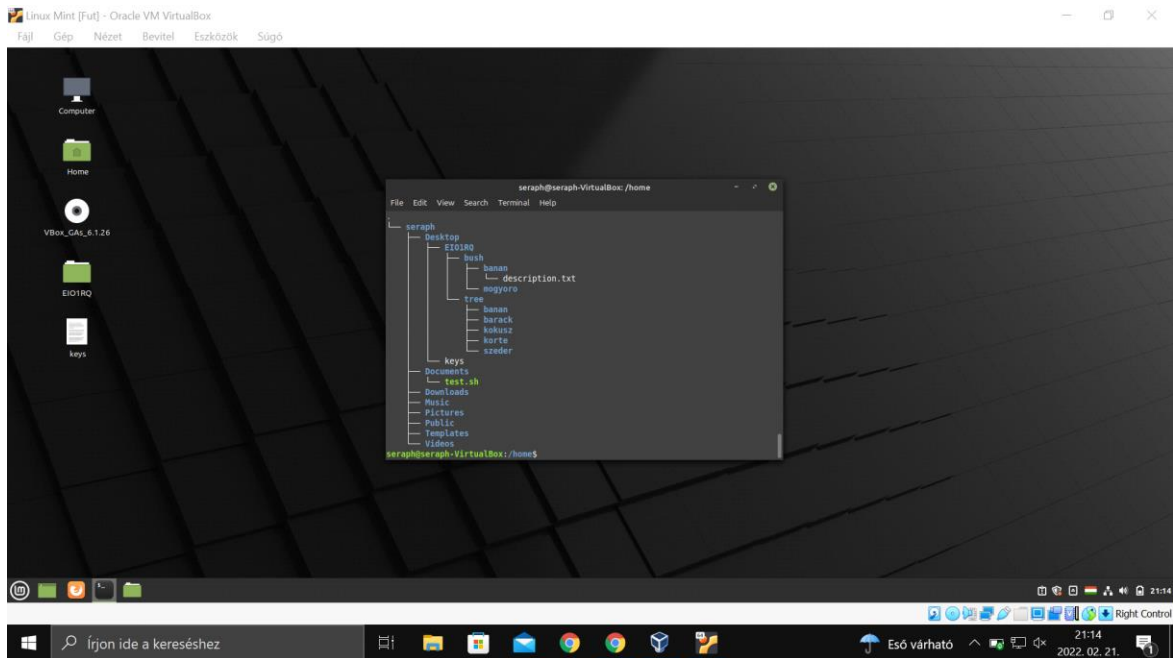 Linux Mint [Fut] - Oracle VM VirtualBox
Fájl Gép Nézet Bevitel Eszközök Súgó
Computer
Home
VBox_GAs_6.1.26
EIO1RQ
keys
seraph@seraph-VirtualBox: /home
File Edit View Search Terminal Help
.
└── seraph
├── Desktop
│   ├── EIO1RQ
│   │   ├── bush
│   │   │   ├── banan
│   │   │   │   └── description.txt
│   │   │   └── mogyoro
│   │   └── tree
│   │       ├── banan
│   │       ├── barack
│   │       ├── kokusz
│   │       ├── korte
│   │       └── szeder
│   └── keys
├── Documents
│   └── test.sh
├── Downloads
├── Music
├── Pictures
├── Public
├── Templates
└── Videos
seraph@seraph-VirtualBox:/home$
21:14
Right Control
Írjon ide a kereséshez
Eső várható
21:14
2022. 02. 21.
1